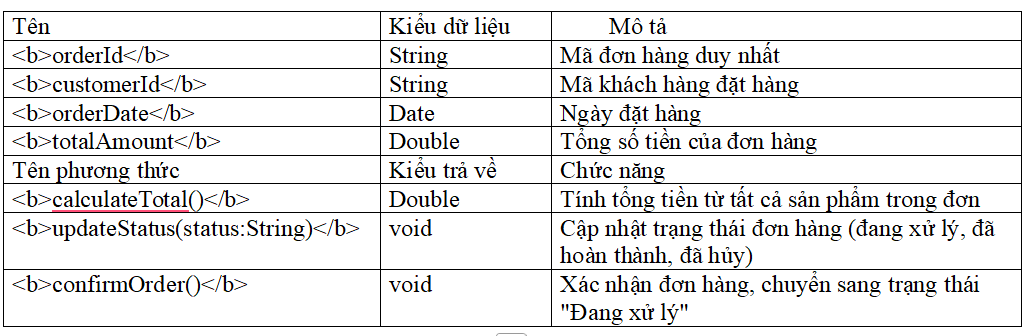 Tên Kiểu dữ liệu Mô tả
<b>orderId</b> String Mã đơn hàng duy nhất
<b>customerId</b> String Mã khách hàng đặt hàng
<b>orderDate</b> Date Ngày đặt hàng
<b>totalAmount</b> Double Tổng số tiền của đơn hàng
Tên phương thức Kiểu trả về Chức năng
<b>calculateTotal()</b> Double Tính tổng tiền từ tất cả sản phẩm trong đơn
<b>updateStatus(status:String)</b> void Cập nhật trạng thái đơn hàng (đang xử lý, đã
hoàn thành, đã hủy)
<b>confirmOrder()</b> void Xác nhận đơn hàng, chuyển sang trạng thái
"Đang xử lý"